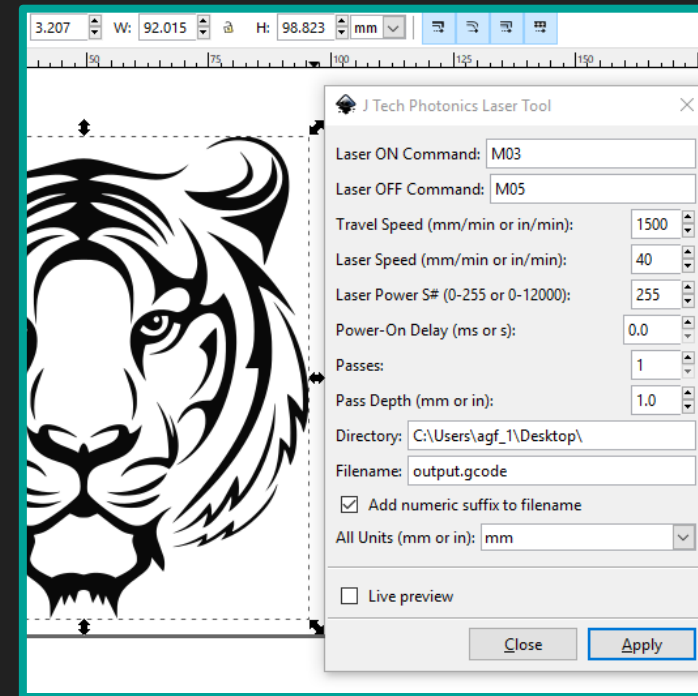 3.207 W: 92.015 H: 98.823 mm
50 75 100 125 150
J Tech Photonics Laser Tool
Laser ON Command: M03
Laser OFF Command: M05
Travel Speed (mm/min or in/min): 1500
Laser Speed (mm/min or in/min): 40
Laser Power S# (0-255 or 0-12000): 255
Power-On Delay (ms or s): 0.0
Passes: 1
Pass Depth (mm or in): 1.0
Directory: C:\Users\agf_1\Desktop\
Filename: output.gcode
Add numeric suffix to filename
All Units (mm or in): mm
Live preview
Close Apply